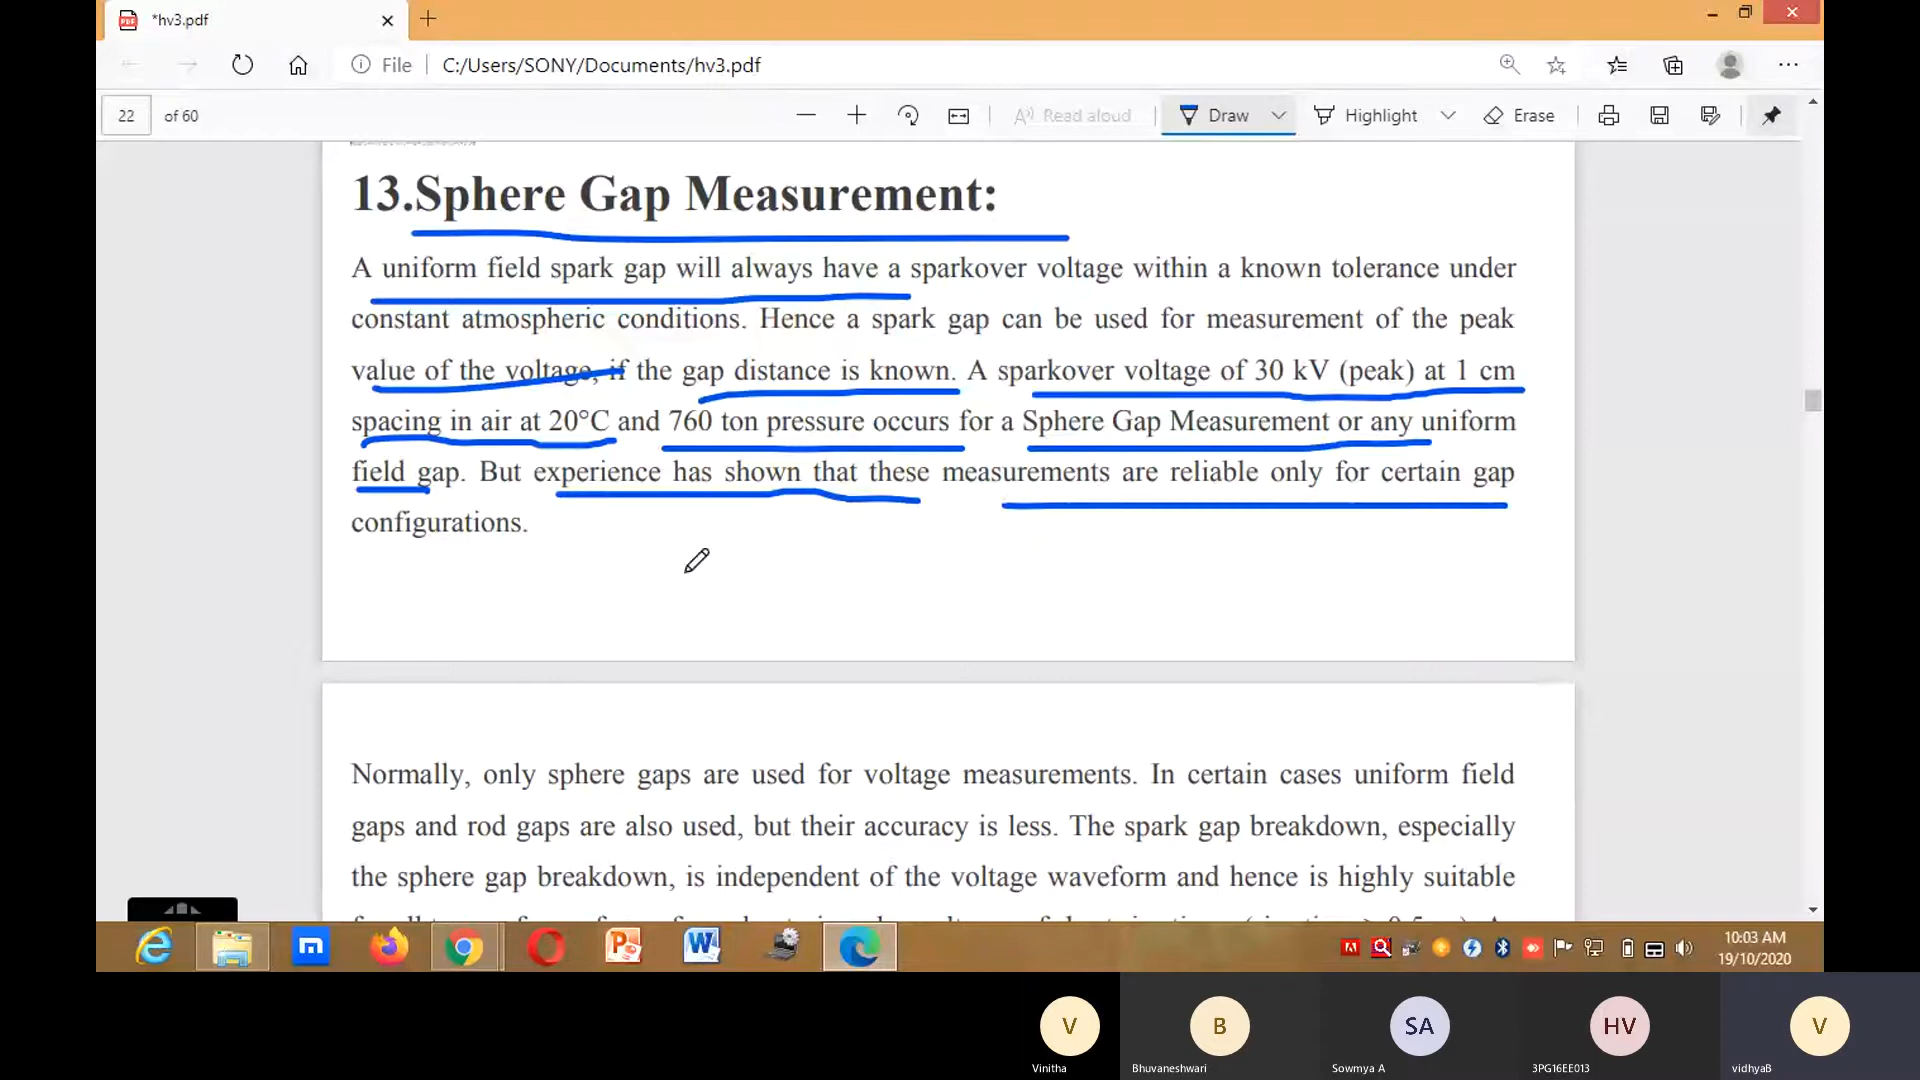 *hv3.pdf
File
C:/Users/SONY/Documents/hv3.pdf
22 of 60
Read aloud
Draw
Highlight
Erase
13.Sphere Gap Measurement:
A uniform field spark gap will always have a sparkover voltage within a known tolerance under
constant atmospheric conditions. Hence a spark gap can be used for measurement of the peak
value of the voltage, if the gap distance is known. A sparkover voltage of 30 kV (peak) at 1 cm
spacing in air at 20°C and 760 ton pressure occurs for a Sphere Gap Measurement or any uniform
field gap. But experience has shown that these measurements are reliable only for certain gap
configurations.
Normally, only sphere gaps are used for voltage measurements. In certain cases uniform field
gaps and rod gaps are also used, but their accuracy is less. The spark gap breakdown, especially
the sphere gap breakdown, is independent of the voltage waveform and hence is highly suitable
10:03 AM
19/10/2020
V
B
SA
HV
V
Vinitha
Bhuvaneshwari
Sowmya A
3PG16EE013
vidhyaB